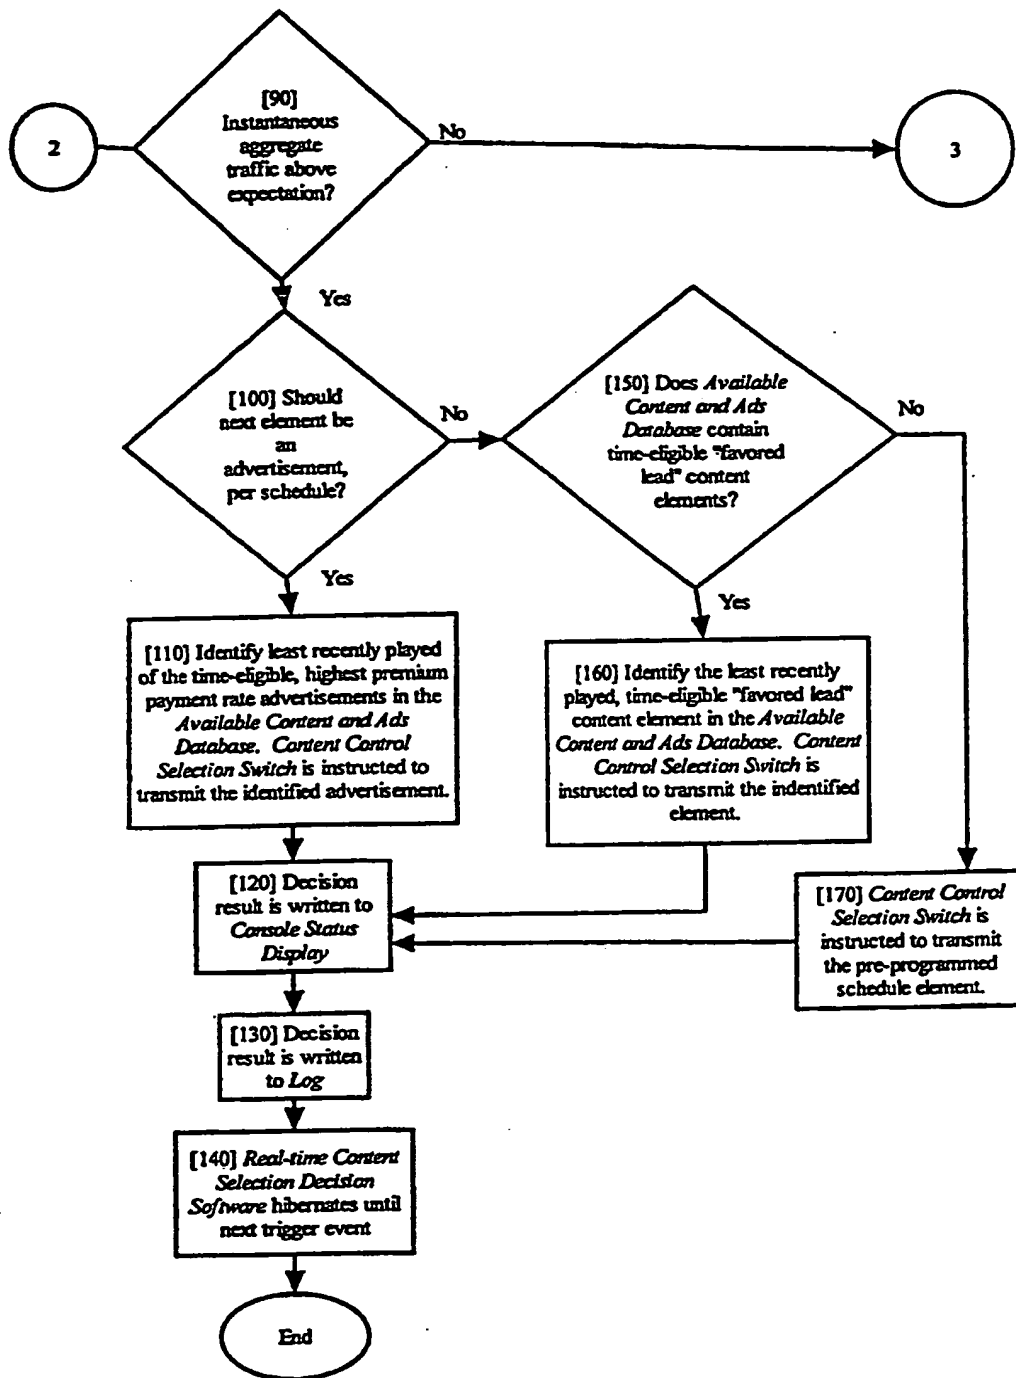 [90]
Instantaneous
aggregate
traffic above
expectation?
2
No
3
Yes
[100] Should
next element be
an
advertisement,
per schedule?
No
[150] Does Available
Content and Ads
Database contain
time-eligible "favored
lead" content
elements?
No
Yes
Yes
[110] Identify least recently played
of the time-eligible, highest premium
payment rate advertisements in the
Available Content and Ads
Database. Content Control
Selection Switch is instructed to
transmit the identified advertisement.
[160] Identify the least recently
played, time-eligible "favored lead"
content element in the Available
Content and Ads Database. Content
Control Selection Switch is
instructed to transmit the indentified
element.
[120] Decision
result is written to
Console Status
Display
[170] Content Control
Selection Switch is
instructed to transmit
the pre-programmed
schedule element.
[130] Decision
result is written
to Log
[140] Real-time Content
Selection Decision
Software hibernates until
next trigger event
End